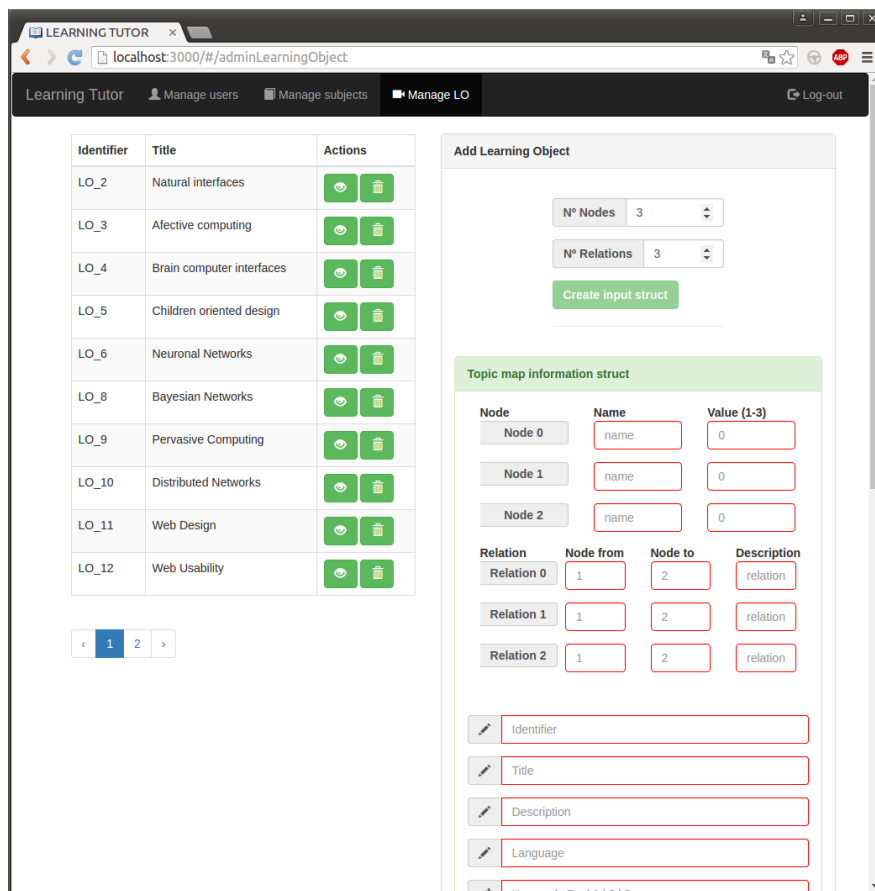 LEARNING TUTOR
localhost:3000/#/adminLearningObject
ABP
Learning Tutor Manage users Manage subjects Manage LO Log-out
Identifier Title Actions
LO_2 Natural interfaces
LO_3 Afective computing
LO_4 Brain computer interfaces
LO_5 Children oriented design
LO_6 Neuronal Networks
LO_8 Bayesian Networks
LO_9 Pervasive Computing
LO_10 Distributed Networks
LO_11 Web Design
LO_12 Web Usability
‹ 1 2 ›
Add Learning Object
Nº Nodes 3
Nº Relations 3
Create input struct
Topic map information struct
Node Name Value (1-3)
Node 0 name 0
Node 1 name 0
Node 2 name 0
Relation Node from Node to Description
Relation 0 1 2 relation
Relation 1 1 2 relation
Relation 2 1 2 relation
Identifier
Title
Description
Language